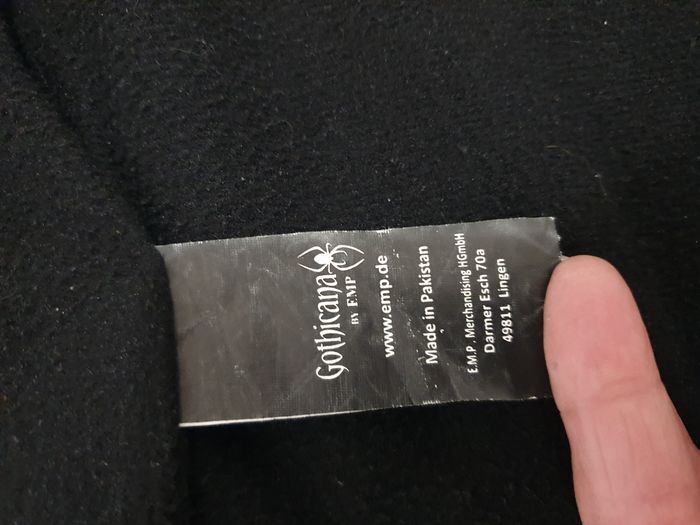 Gothicana
BY EMP
www.emp.de
Made in Pakistan
E.M.P. Merchandising HGmbH
Darmer Esch 70a
49811 Lingen